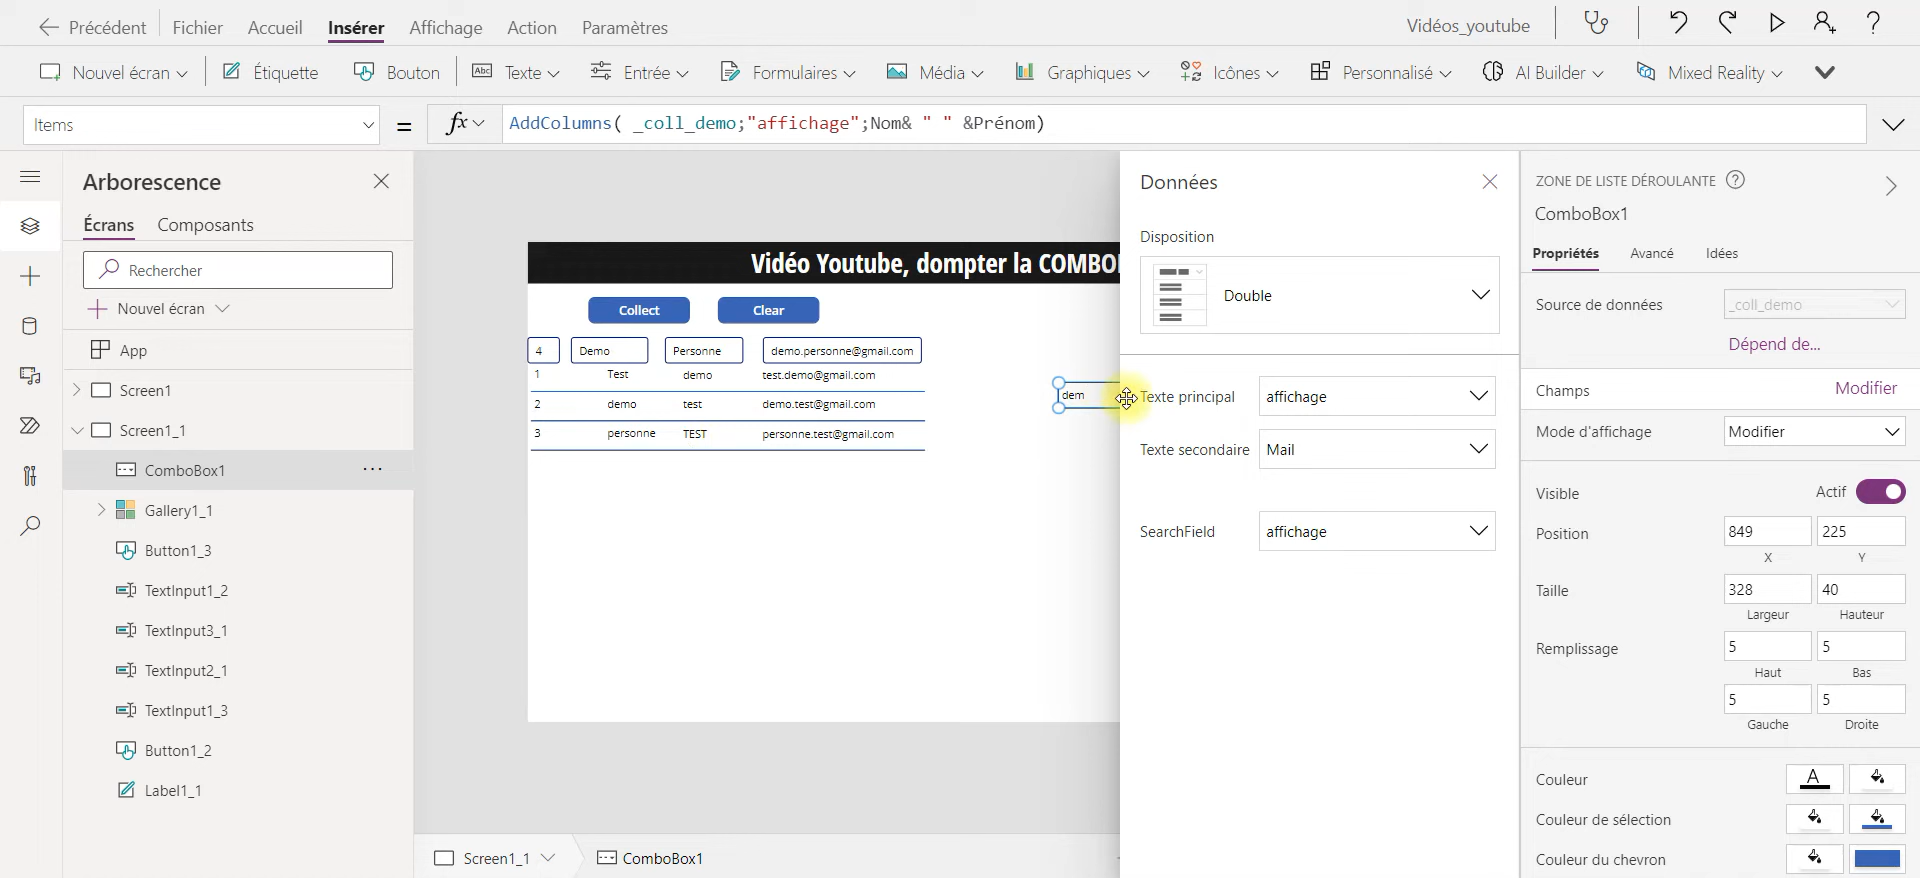 Précédent Fichier Accueil Insérer Affichage Action Paramètres Vidéos_youtube ?
Nouvel écran Étiquette Bouton Abc Texte Entrée Formulaires Média Graphiques Icônes Personnalisé AI Builder Mixed Reality
Items = fx AddColumns( _coll_demo;"affichage";Nom& " " &Prénom)
Arborescence
Écrans Composants
Rechercher
Nouvel écran
App
Screen1
Screen1_1
ComboBox1 ...
Gallery1_1
Button1_3
TextInput1_2
TextInput3_1
TextInput2_1
TextInput1_3
Button1_2
Label1_1
Vidéo Youtube, dompter la COMBO
Collect Clear
4 Demo Personne demo.personne@gmail.com
1 Test demo test.demo@gmail.com
2 demo test demo.test@gmail.com
3 personne TEST personne.test@gmail.com
dem
Screen1_1 ComboBox1
Données
Disposition
Double
Texte principal affichage
Texte secondaire Mail
SearchField affichage
ZONE DE LISTE DÉROULANTE ?
ComboBox1
Propriétés Avancé Idées
Source de données _coll_demo
Dépend de...
Champs Modifier
Mode d'affichage Modifier
Visible Actif
Position 849 225
X Y
Taille 328 40
Largeur Hauteur
Remplissage 5 5
Haut Bas
5 5
Gauche Droite
Couleur A
Couleur de sélection
Couleur du chevron